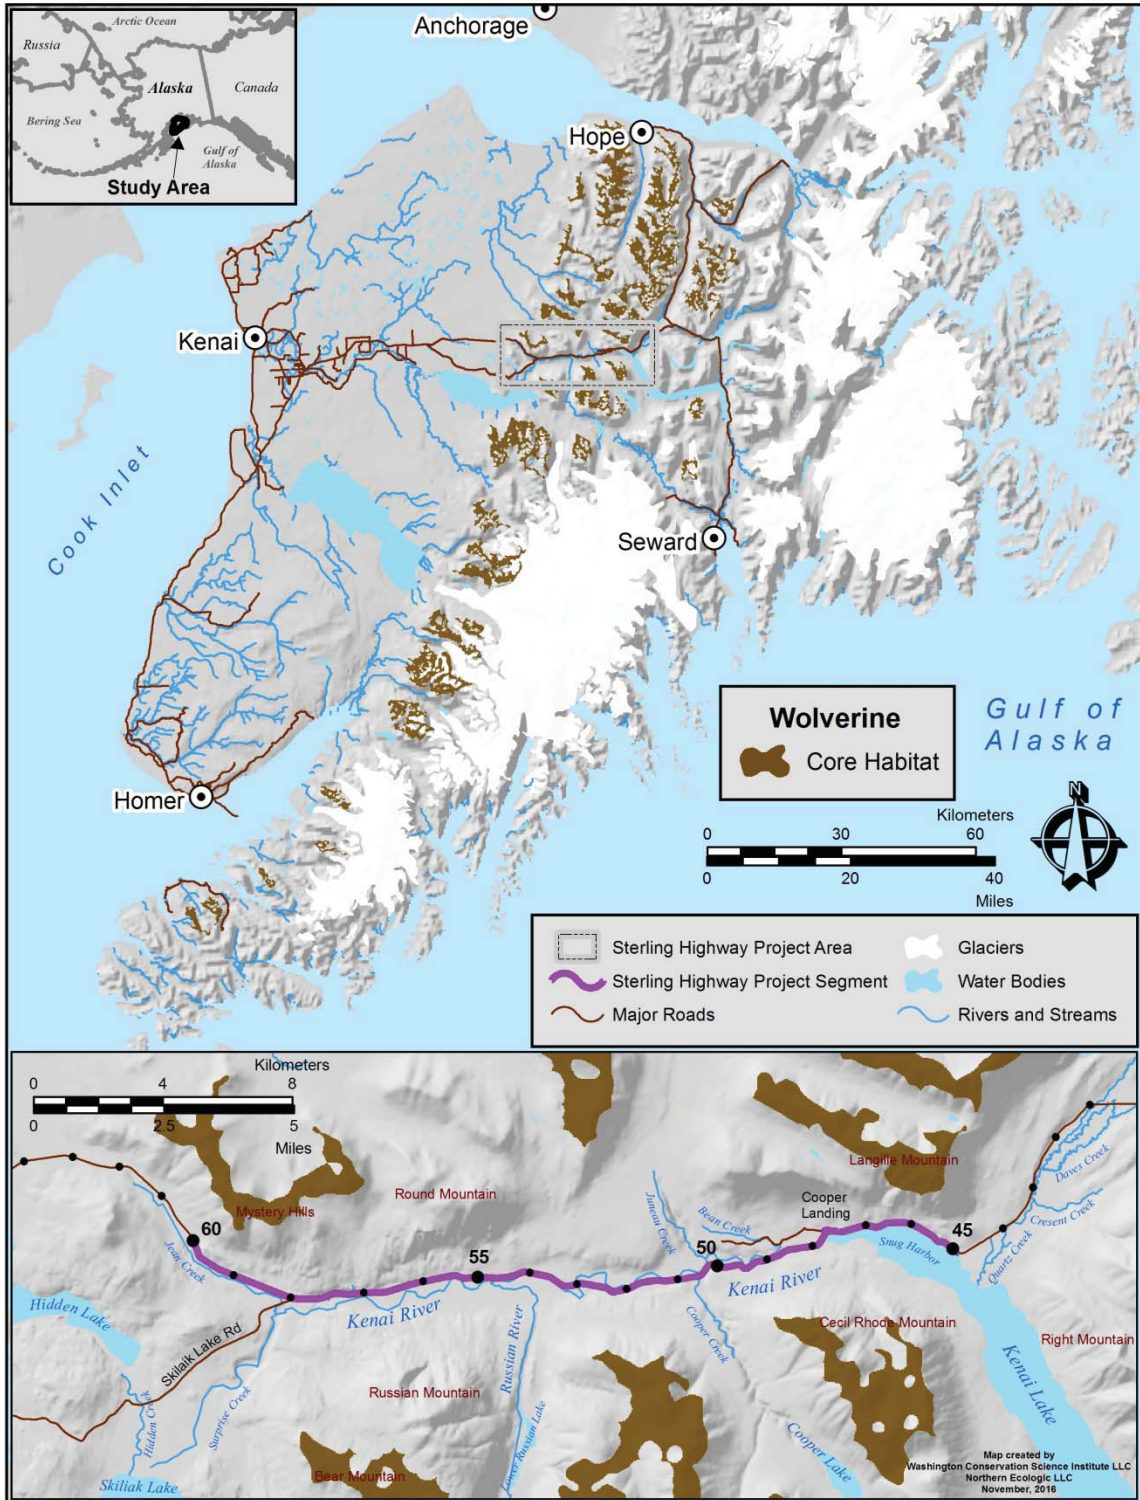 Arctic Ocean
Russia
Alaska
Canada
Bering Sea
Gulf of
Alaska
Study Area
Anchorage
Hope
Kenai
Cook Inlet
Seward
Homer
Gulf of
Alaska
Wolverine
Core Habitat
N
Kilometers
0 30 60
0 20 40
Miles
Sterling Highway Project Area
Glaciers
Sterling Highway Project Segment
Water Bodies
Major Roads
Rivers and Streams
Kilometers
0 4 8
0 2.5 5
Miles
Langille Mountain
Daves Creek
Round Mountain
Mystery Hills
Juneau Creek
Bean Creek
Cooper
Landing
Cresent Creek
60
55
50
45
Snug Harbor
Quartz Creek
Jean Creek
Kenai River
Kenai River
Hidden Lake
Skilaik Lake Rd
Russian River
Cooper Creek
Cecil Rhode Mountain
Right Mountain
Kenai Lake
Russian Mountain
Hidden Creek
Surprise Creek
Lower Russian Lake
Cooper Lake
Bear Mountain
Skiliak Lake
Map created by
Washington Conservation Science Institute LLC
Northern Ecologic LLC
November, 2016